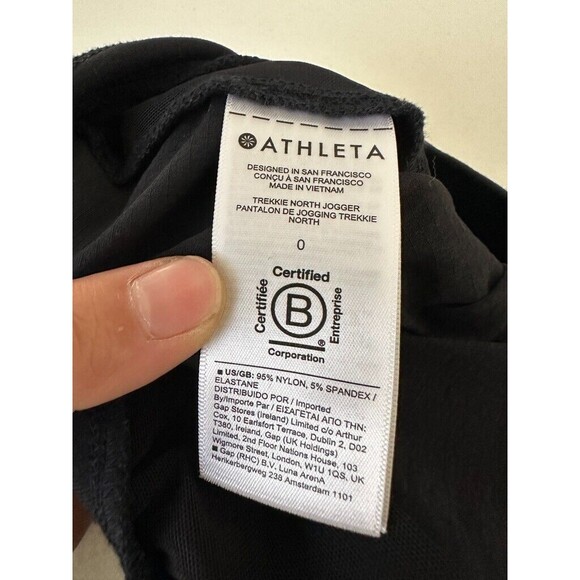 ATHLETA
DESIGNED IN SAN FRANCISCO
CONÇU À SAN FRANCISCO
MADE IN VIETNAM
TREKKIE NORTH JOGGER
PANTALON DE JOGGING TREKKIE
NORTH
0
Certified
Certifiée
B
Entreprise
®
Corporation
■ US/GB: 95% NYLON, 5% SPANDEX /
ELASTANE
DISTRIBUIDO POR / Imported
By/Importe Par / ΕΙΣΑΓΕΤΑΙ ΑΠΟ ΤΗΝ:
Gap Stores (Ireland) Limited c/o Arthur
Cox, 10 Earlsfort Terrace, Dublin 2, D02
T380, Ireland, Gap (UK Holdings)
Limited, 2nd Floor Nations House, 103
Wigmore Street, London, W1U 1QS, UK
■ Gap (RHC) B.V, Luna ArenA
Herikerbergweg 238 Amsterdam 1101